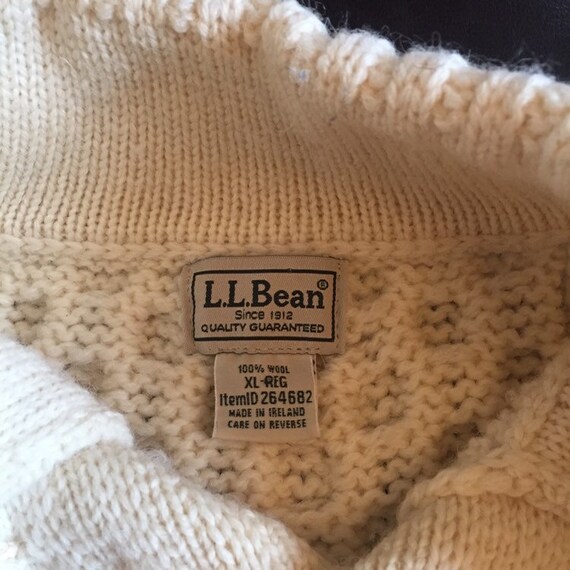 L.L.Bean®
Since 1912
QUALITY GUARANTEED
100% WOOL
XL-REG
ItemID 264682
MADE IN IRELAND
CARE ON REVERSE